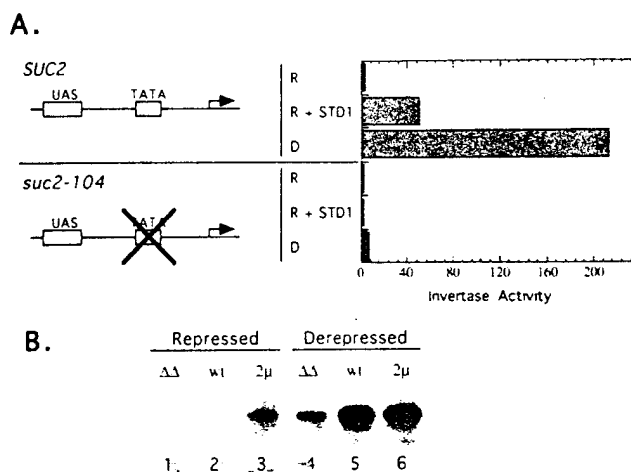 A.
SUC2
UAS TATA
R
R + STD1
D
suc2-104
UAS TATA
R
R + STD1
D
0 40 80 120 160 200
Invertase Activity
B.
Repressed Derepressed
ΔΔ wt 2μ ΔΔ wt 2μ
1 2 3 4 5 6